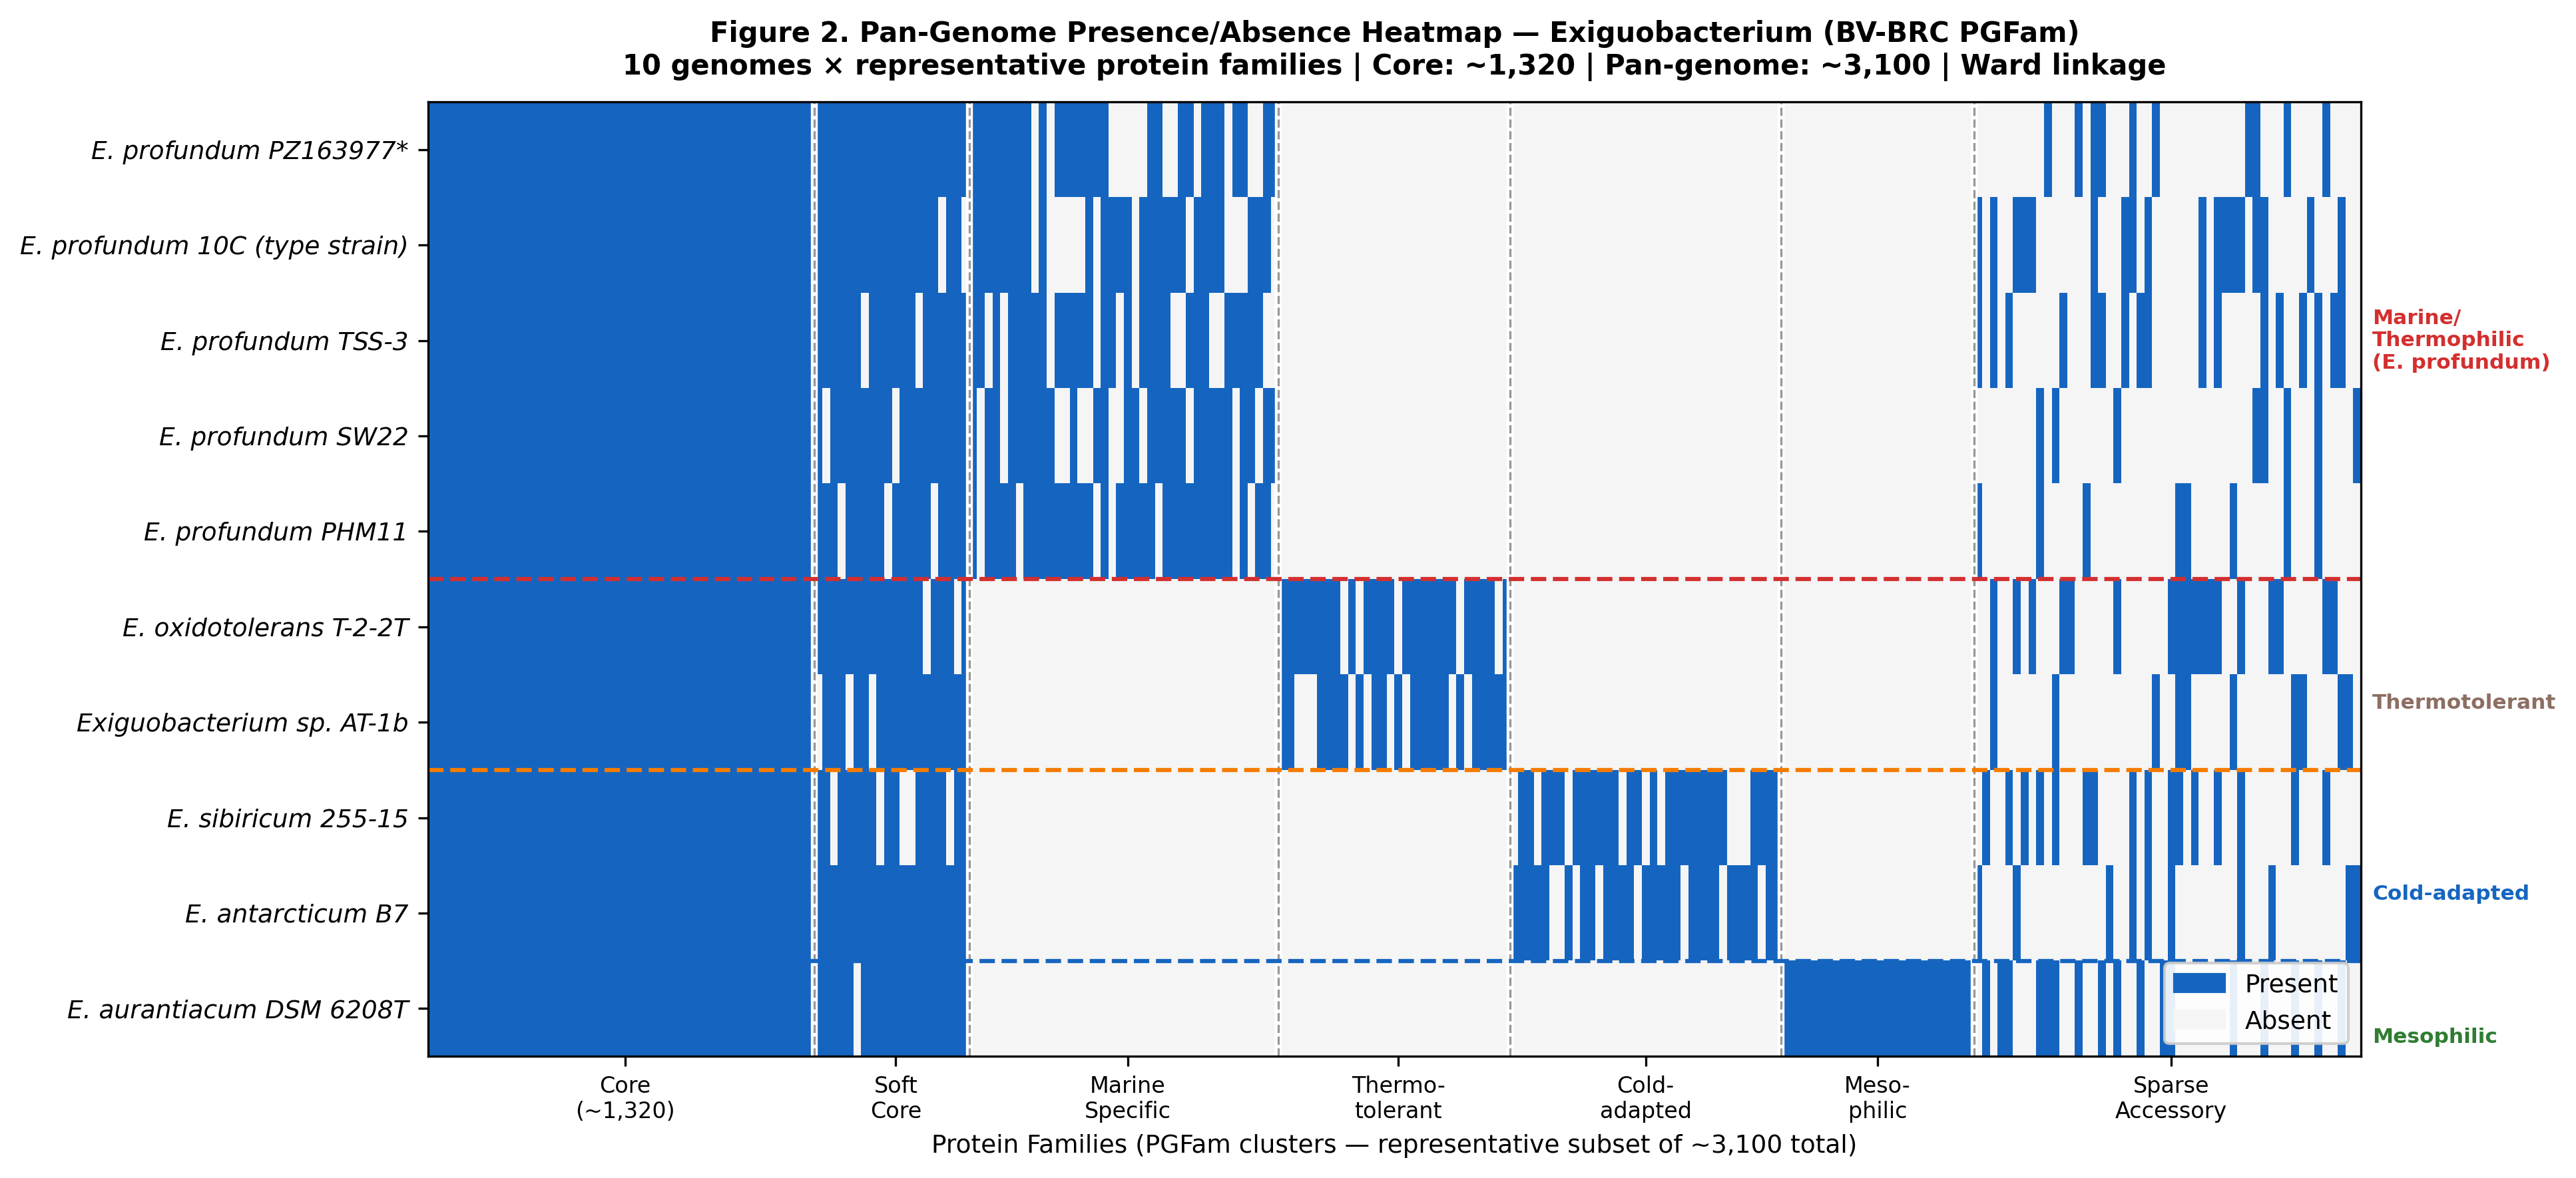 Figure 2. Pan-Genome Presence/Absence Heatmap — Exiguobacterium (BV-BRC PGFam)
10 genomes × representative protein families | Core: ~1,320 | Pan-genome: ~3,100 | Ward linkage
E. profundum PZ163977*
E. profundum 10C (type strain)
E. profundum TSS-3
E. profundum SW22
E. profundum PHM11
E. oxidotolerans T-2-2T
Exiguobacterium sp. AT-1b
E. sibiricum 255-15
E. antarcticum B7
E. aurantiacum DSM 6208T
Marine/
Thermophilic
(E. profundum)
Thermotolerant
Cold-adapted
Mesophilic
Present
Absent
Core
(~1,320)
Soft
Core
Marine
Specific
Thermo-
tolerant
Cold-
adapted
Meso-
philic
Sparse
Accessory
Protein Families (PGFam clusters — representative subset of ~3,100 total)